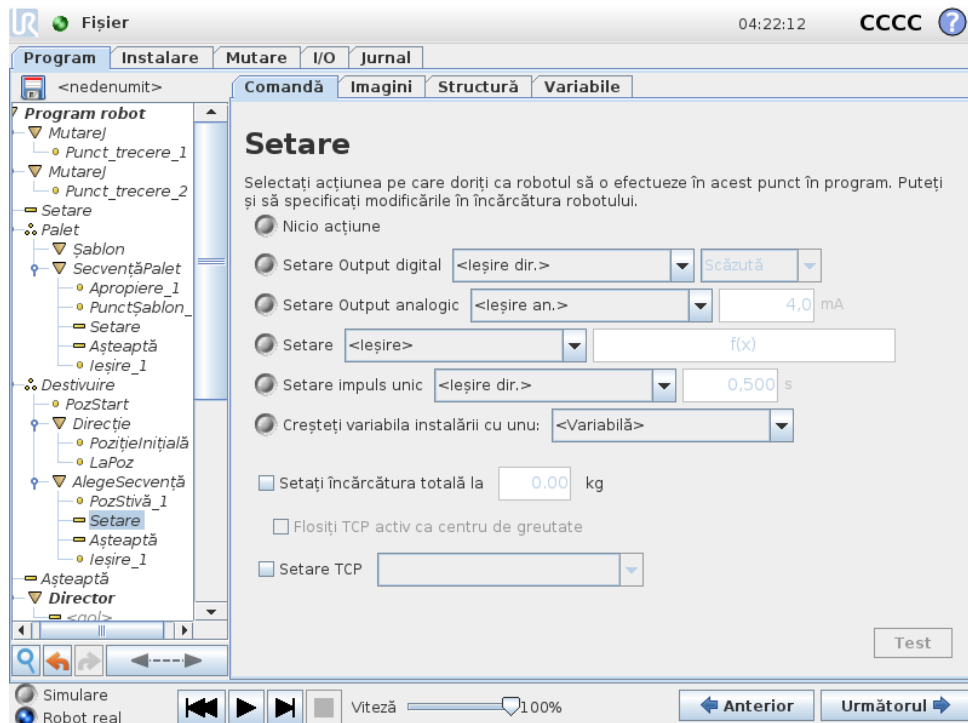 Fișier
04:22:12
CCCC
?
Program Instalare Mutare I/O Jurnal
<nedenumit>
Comandă Imagini Structură Variabile
Program robot
MutareJ
Punct_trecere_1
MutareJ
Punct_trecere_2
Setare
Palet
Șablon
SecvențăPalet
Apropiere_1
PunctȘablon_
Setare
Așteaptă
Ieșire_1
Destivuire
PozStart
Direcție
PozițieInițială
LaPoz
AlegeSecvență
PozStivă_1
Setare
Așteaptă
Ieșire_1
Așteaptă
Director
<gol>
Setare
Selectați acțiunea pe care doriți ca robotul să o efectueze în acest punct în program. Puteți
și să specificați modificările în încărcătura robotului.
Nicio acțiune
Setare Output digital <Ieșire dir.> Scăzută
Setare Output analogic <Ieșire an.> 4,0 mA
Setare <Ieșire> f(x)
Setare impuls unic <Ieșire dir.> 0,500 s
Creșteți variabila instalării cu unu: <Variabilă>
Setați încărcătura totală la 0.00 kg
Flosiți TCP activ ca centru de greutate
Setare TCP
Test
Simulare
Robot real
Viteză 100%
Anterior Următorul